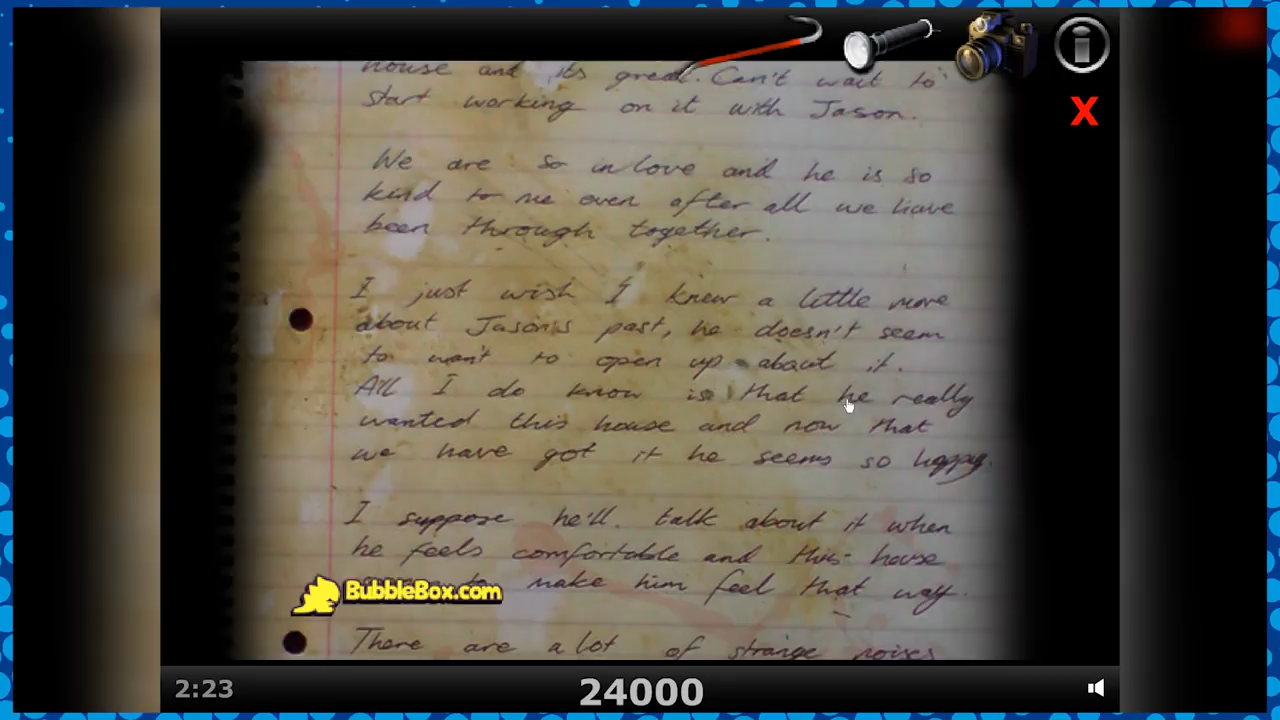 house and its great. Can't wait to
start working on it with Jason.
We are so in love and he is so
kind to me even after all we have
been through together.
I just wish I knew a little more
about Jason's past, he doesn't seem
to want to open up about it.
All I do know is that he really
wanted this house and now that
we have got it he seems so happy.
I suppose he'll talk about it when
he feels comfortable and this house
to make him feel that way.
There are a lot of strange noises
BubbleBox.com
X
2:23
24000